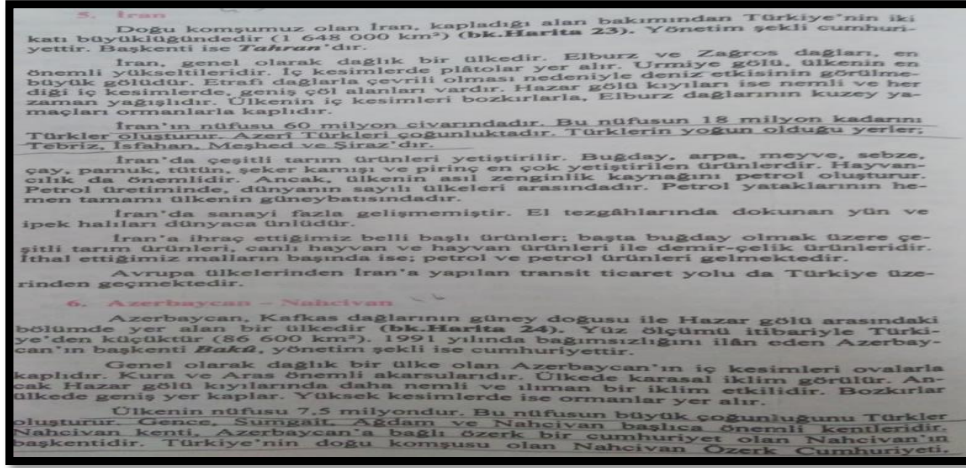 5. İran
Doğu komşumuz olan İran, kapladığı alan bakımından Türkiye'nin iki
katı büyüklüğündedir (1 648 000 km²) (bk.Harita 23). Yönetim şekli cumhuri-
yettir. Başkenti ise Tahran'dır.
İran, genel olarak dağlık bir ülkedir. Elburz ve Zağros dağları, en
önemli yükseltileridir. İç kesimlerde plâtolar yer alır. Urmiye gölü, ülkenin en
büyük gölüdür. Etrafı dağlarla çevrili olması nedeniyle deniz etkisinin görülme-
diği iç kesimlerde, geniş çöl alanları vardır. Hazar gölü kıyıları ise nemli ve her
zaman yağışlıdır. Ülkenin iç kesimleri bozkırlarla, Elburz dağlarının kuzey ya-
maçları ormanlarla kaplıdır.
İran'ın nüfusu 60 milyon civarındadır. Bu nüfusun 18 milyon kadarını
Türkler oluşturur. Azerî Türkleri çoğunluktadır. Türklerin yoğun olduğu yerler;
Tebriz, İsfahan, Meşhed ve Şiraz'dır.
İran'da çeşitli tarım ürünleri yetiştirilir. Buğday, arpa, meyve, sebze,
çay, pamuk, tütün, şeker kamışı ve pirinç en çok yetiştirilen ürünlerdir. Hayvan-
cılık da önemlidir. Ancak, ülkenin asıl zenginlik kaynağını petrol oluşturur.
Petrol üretiminde, dünyanın sayılı ülkeleri arasındadır. Petrol yataklarının he-
men tamamı ülkenin güneybatısındadır.
İran'da sanayi fazla gelişmemiştir. El tezgâhlarında dokunan yün ve
ipek halıları dünyaca ünlüdür.
İran'a ihraç ettiğimiz belli başlı ürünler; başta buğday olmak üzere çe-
şitli tarım ürünleri, canlı hayvan ve hayvan ürünleri ile demir-çelik ürünleridir.
İthal ettiğimiz malların başında ise; petrol ve petrol ürünleri gelmektedir.
Avrupa ülkelerinden İran'a yapılan transit ticaret yolu da Türkiye üze-
rinden geçmektedir.
6. Azerbaycan – Nahcivan
Azerbaycan, Kafkas dağlarının güney doğusu ile Hazar gölü arasındaki
bölümde yer alan bir ülkedir (bk.Harita 24). Yüz ölçümü itibariyle Türki-
ye'den küçüktür (86 600 km²). 1991 yılında bağımsızlığını ilân eden Azerbay-
can'ın başkenti Bakû, yönetim şekli ise cumhuriyettir.
Genel olarak dağlık bir ülke olan Azerbaycan'ın iç kesimleri ovalarla
kaplıdır. Kura ve Aras önemli akarsularıdır. Ülkede karasal iklim görülür. An-
cak Hazar gölü kıyılarında daha nemli ve ılıman bir iklim etkilidir. Bozkırlar
ülkede geniş yer kaplar. Yüksek kesimlerde ise ormanlar yer alır.
Ülkenin nüfusu 7.5 milyondur. Bu nüfusun büyük çoğunluğunu Türkler
oluşturur. Gence, Sumgait, Ağdam ve Nahcivan başlıca önemli kentleridir.
Nahcivan kenti, Azerbaycan'a bağlı özerk bir cumhuriyet olan Nahcivan'ın
başkentidir. Türkiye'nin doğu komşusu olan Nahcivan Özerk Cumhuriyeti,